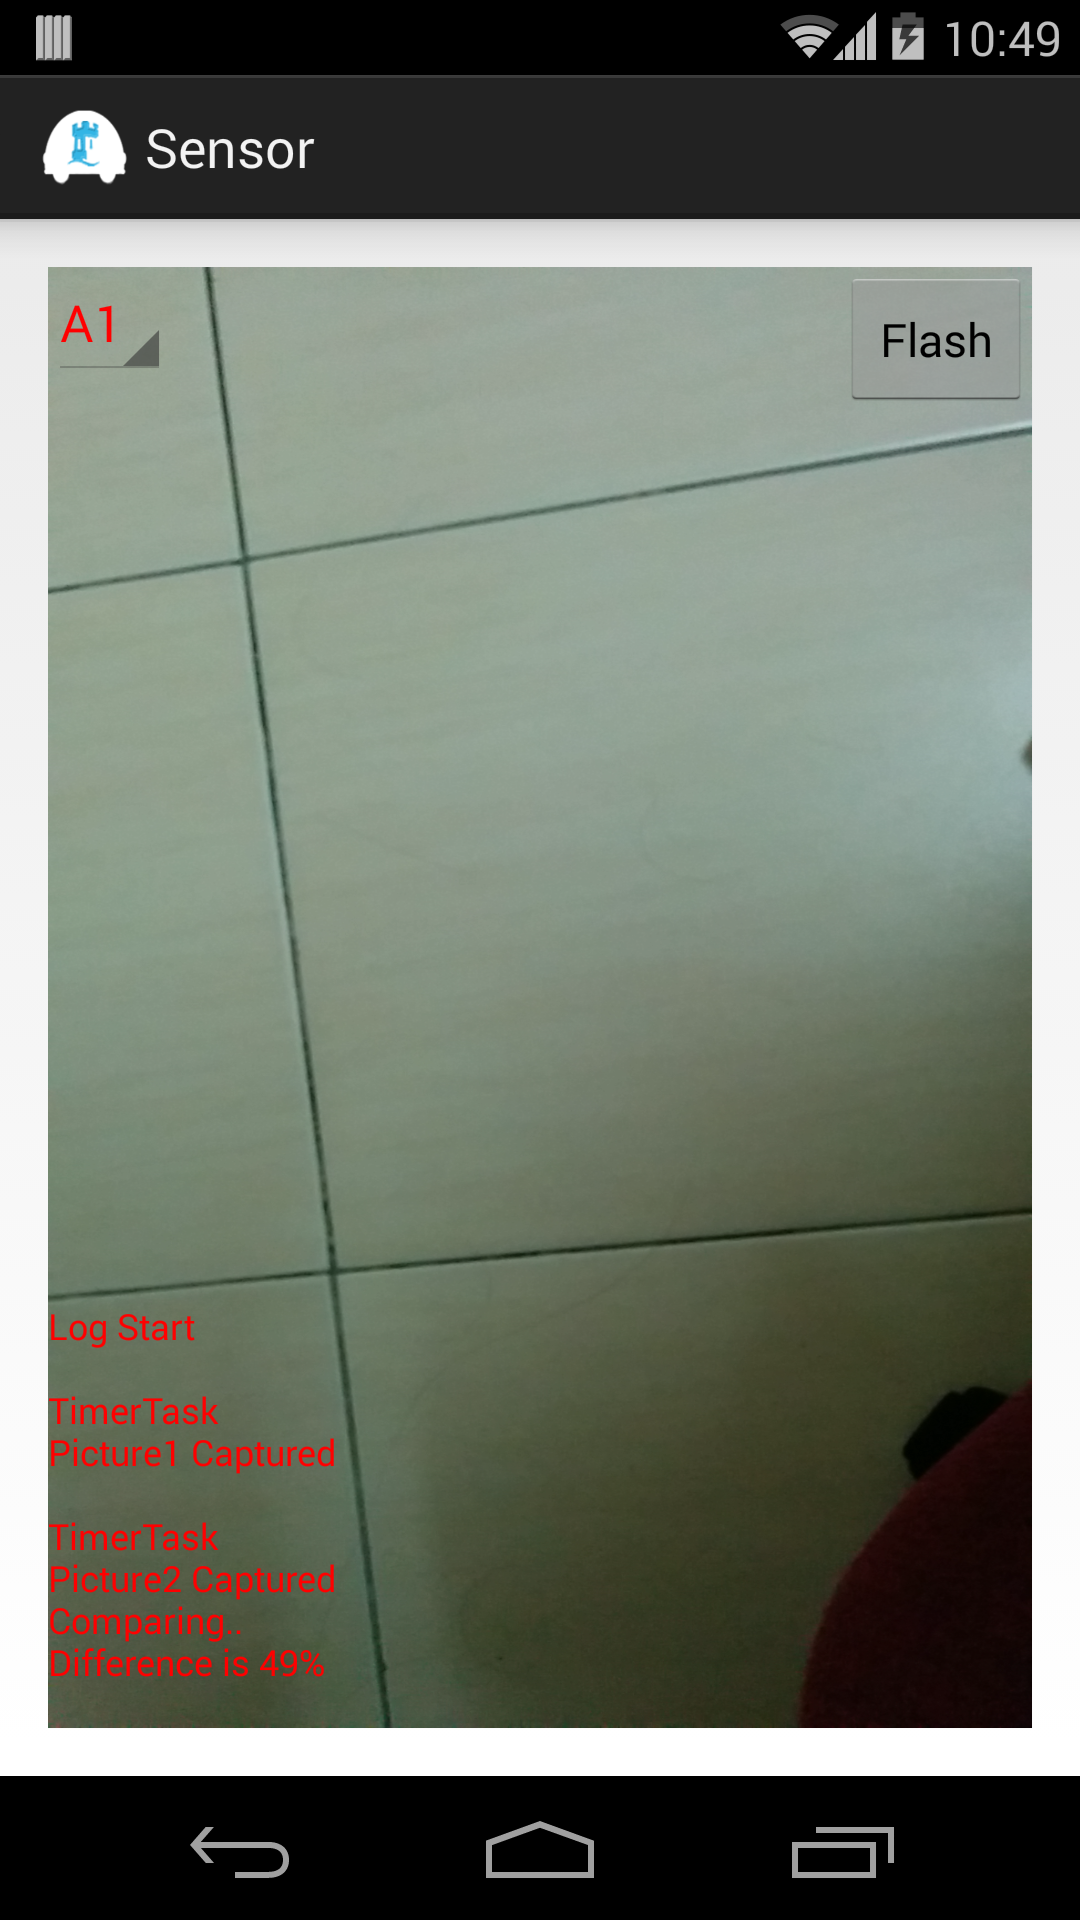 10:49
Sensor
A1
Flash
Log Start
TimerTask
Picture1 Captured
TimerTask
Picture2 Captured
Comparing..
Difference is 49%